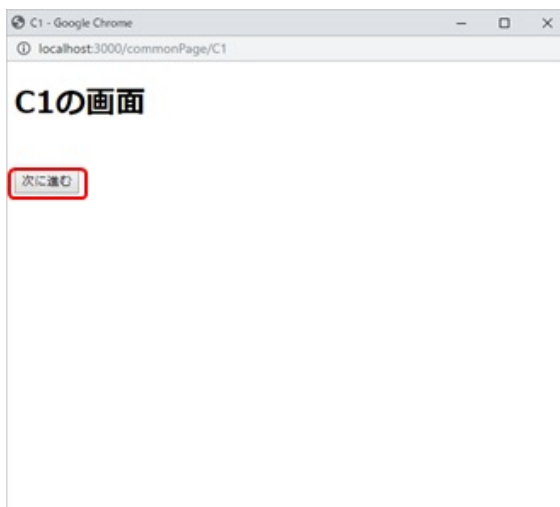 C1 - Google Chrome
localhost:3000/commonPage/C1
C1の画面
次に進む